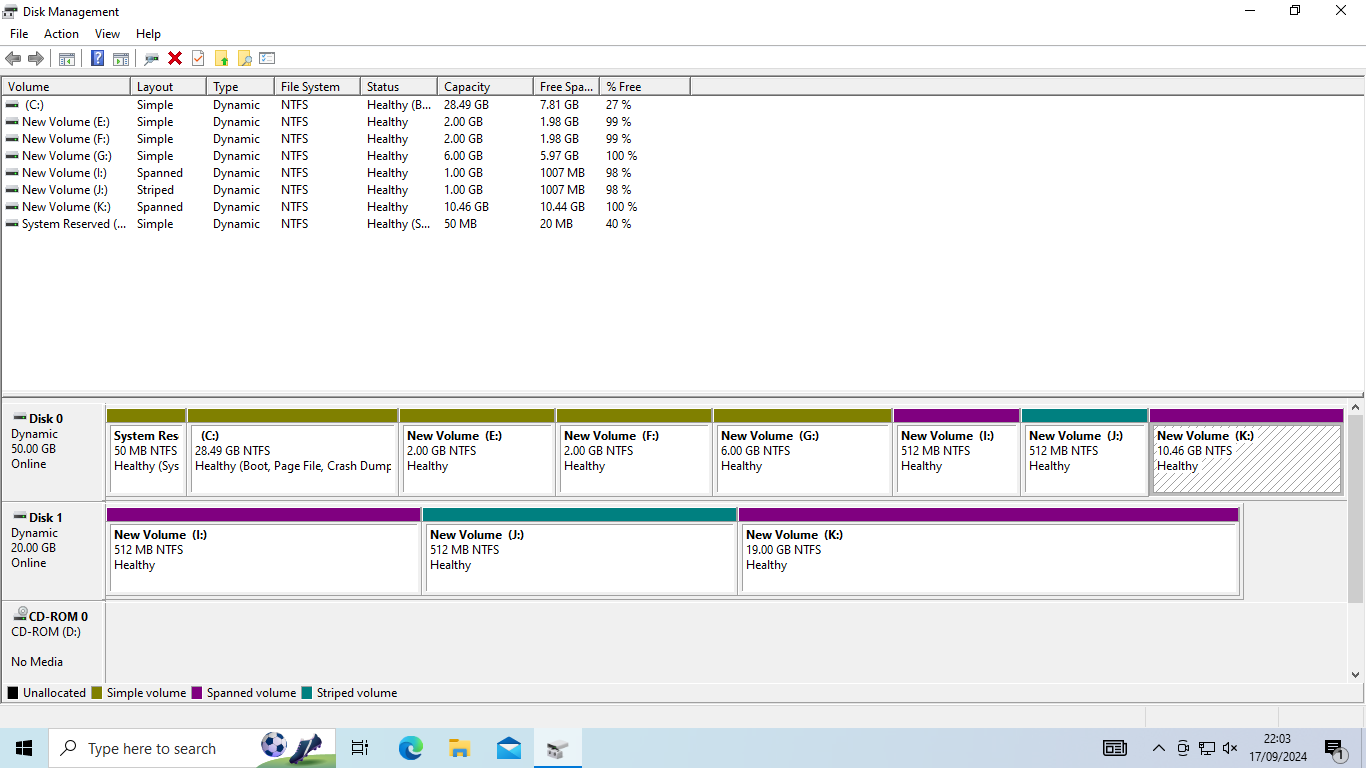 Disk Management
File Action View Help
Volume Layout Type File System Status Capacity Free Spa... % Free
(C:) Simple Dynamic NTFS Healthy (B... 28.49 GB 7.81 GB 27 %
New Volume (E:) Simple Dynamic NTFS Healthy 2.00 GB 1.98 GB 99 %
New Volume (F:) Simple Dynamic NTFS Healthy 2.00 GB 1.98 GB 99 %
New Volume (G:) Simple Dynamic NTFS Healthy 6.00 GB 5.97 GB 100 %
New Volume (I:) Spanned Dynamic NTFS Healthy 1.00 GB 1007 MB 98 %
New Volume (J:) Striped Dynamic NTFS Healthy 1.00 GB 1007 MB 98 %
New Volume (K:) Spanned Dynamic NTFS Healthy 10.46 GB 10.44 GB 100 %
System Reserved (... Simple Dynamic NTFS Healthy (S... 50 MB 20 MB 40 %
Disk 0
Dynamic
50.00 GB
Online
System Res
50 MB NTFS
Healthy (Sys
(C:)
28.49 GB NTFS
Healthy (Boot, Page File, Crash Dump
New Volume (E:)
2.00 GB NTFS
Healthy
New Volume (F:)
2.00 GB NTFS
Healthy
New Volume (G:)
6.00 GB NTFS
Healthy
New Volume (I:)
512 MB NTFS
Healthy
New Volume (J:)
512 MB NTFS
Healthy
New Volume (K:)
10.46 GB NTFS
Healthy
Disk 1
Dynamic
20.00 GB
Online
New Volume (I:)
512 MB NTFS
Healthy
New Volume (J:)
512 MB NTFS
Healthy
New Volume (K:)
19.00 GB NTFS
Healthy
CD-ROM 0
CD-ROM (D:)
No Media
Unallocated Simple volume Spanned volume Striped volume
Type here to search
22:03
17/09/2024
1